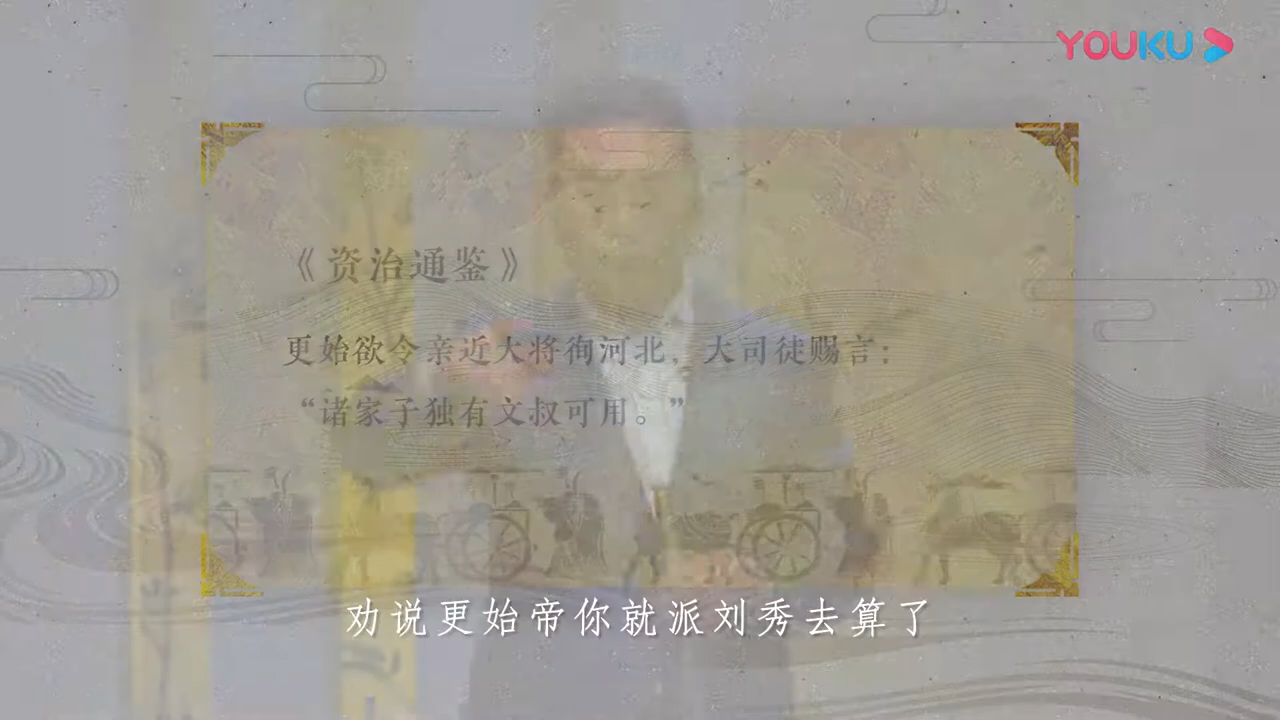 YOUKU
《资治通鉴》
更始欲令亲近大将徇河北，大司徒赐言：
“诸家子独有文叔可用。”
劝说更始帝你就派刘秀去算了